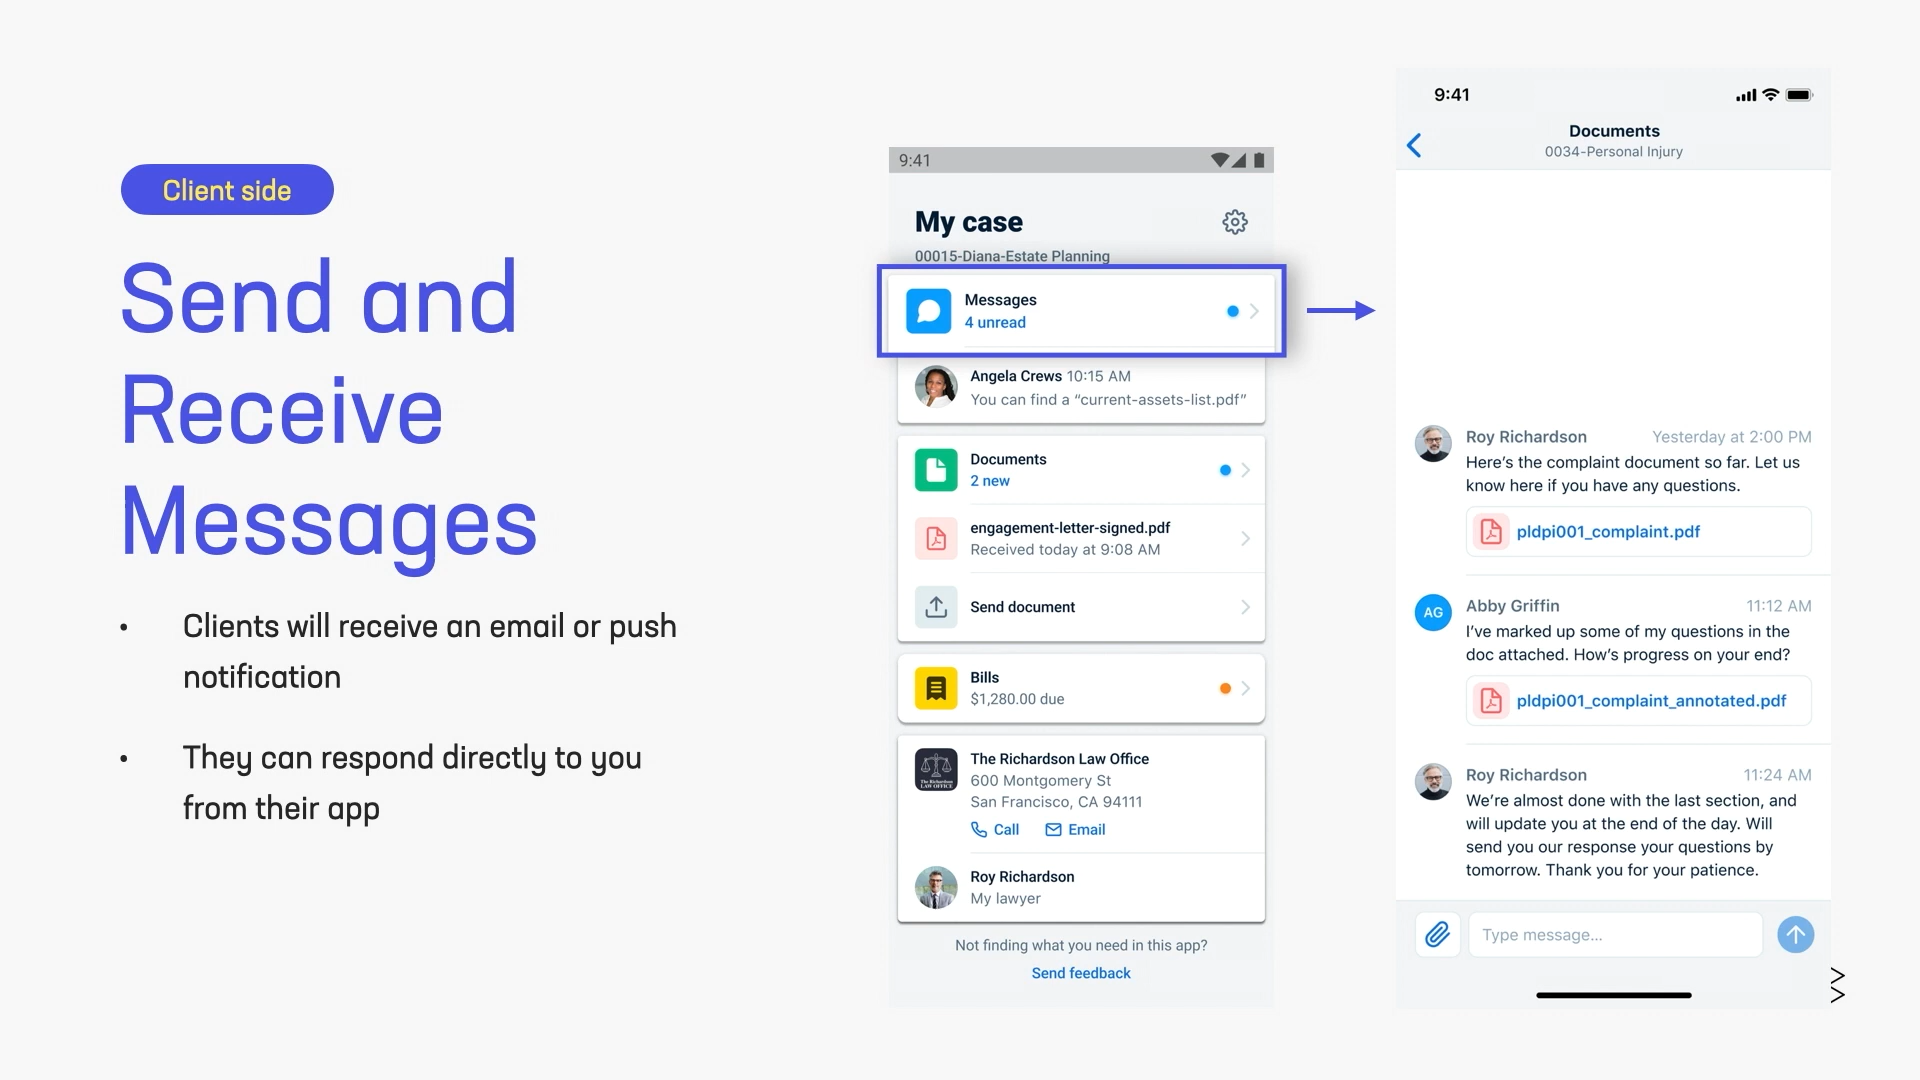 Client side
Send and
Receive
Messages
• Clients will receive an email or push
notification
• They can respond directly to you
from their app
9:41
My case
00015-Diana-Estate Planning
Messages
4 unread
Angela Crews 10:15 AM
You can find a “current-assets-list.pdf”
Documents
2 new
engagement-letter-signed.pdf
Received today at 9:08 AM
Send document
Bills
$1,280.00 due
The Richardson
LAW OFFICE
The Richardson Law Office
600 Montgomery St
San Francisco, CA 94111
Call Email
Roy Richardson
My lawyer
Not finding what you need in this app?
Send feedback
9:41
Documents
0034-Personal Injury
Roy Richardson Yesterday at 2:00 PM
Here’s the complaint document so far. Let us
know here if you have any questions.
pldpi001_complaint.pdf
AG
Abby Griffin 11:12 AM
I’ve marked up some of my questions in the
doc attached. How’s progress on your end?
pldpi001_complaint_annotated.pdf
Roy Richardson 11:24 AM
We’re almost done with the last section, and
will update you at the end of the day. Will
send you our response your questions by
tomorrow. Thank you for your patience.
Type message...